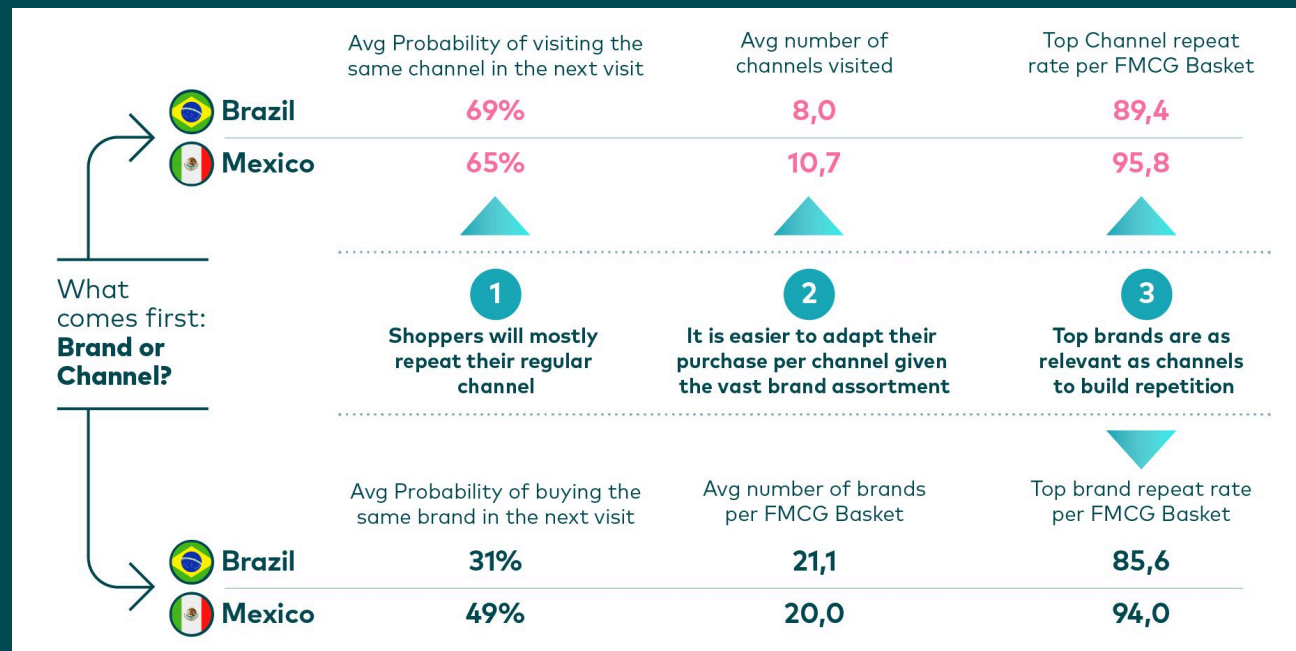 Avg Probability of visiting the
same channel in the next visit
Avg number of
channels visited
Top Channel repeat
rate per FMCG Basket
Brazil 69% 8,0 89,4
Mexico 65% 10,7 95,8
What
comes first:
Brand or
Channel?
1
Shoppers will mostly
repeat their regular
channel
2
It is easier to adapt their
purchase per channel given
the vast brand assortment
3
Top brands are as
relevant as channels
to build repetition
Avg Probability of buying the
same brand in the next visit
Avg number of brands
per FMCG Basket
Top brand repeat rate
per FMCG Basket
Brazil 31% 21,1 85,6
Mexico 49% 20,0 94,0